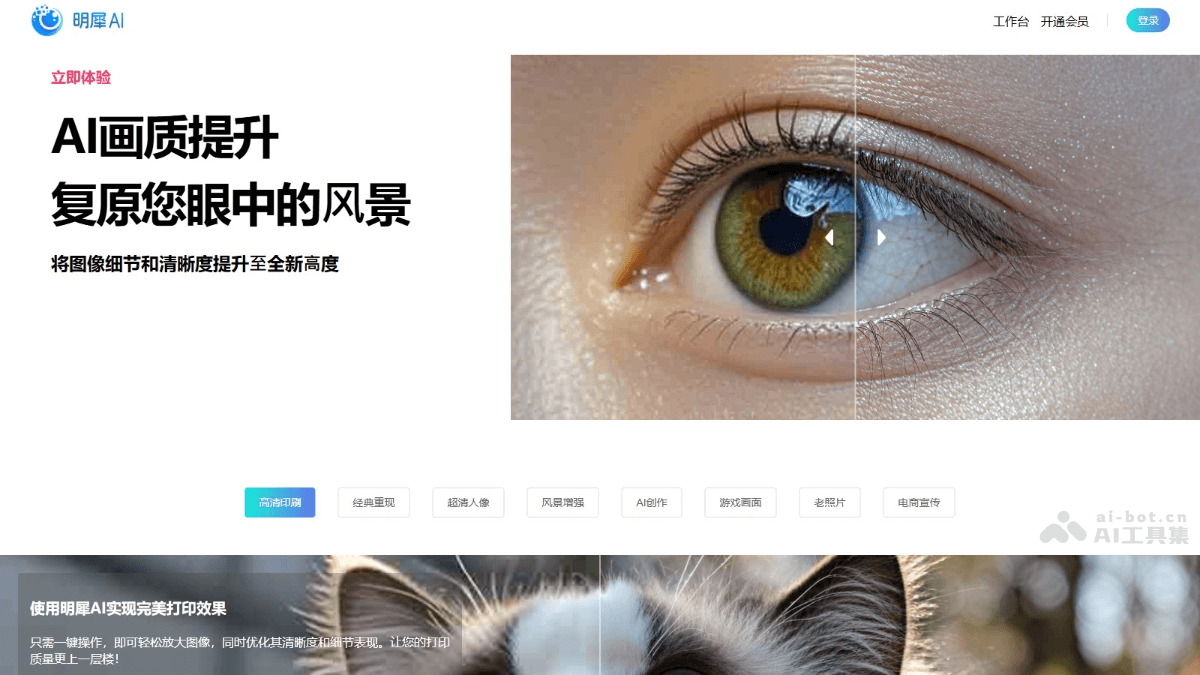 明犀AI
工作台 开通会员 登录
立即体验
AI画质提升
复原您眼中的风景
将图像细节和清晰度提升至全新高度
高清印刷 经典重现 超清人像 风景增强 AI创作 游戏画面 老照片 电商宣传
ai-bot.cn
AI工具集
使用明犀AI实现完美打印效果
只需一键操作，即可轻松放大图像，同时优化其清晰度和细节表现。让您的打印
质量更上一层楼！